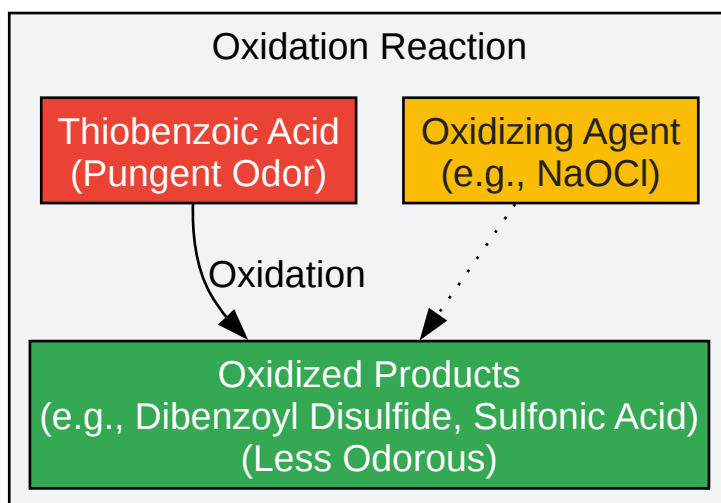 Oxidation Reaction
Thiobenzoic Acid
(Pungent Odor)
Oxidizing Agent
(e.g., NaOCl)
Oxidation
Oxidized Products
(e.g., Dibenzoyl Disulfide, Sulfonic Acid)
(Less Odorous)